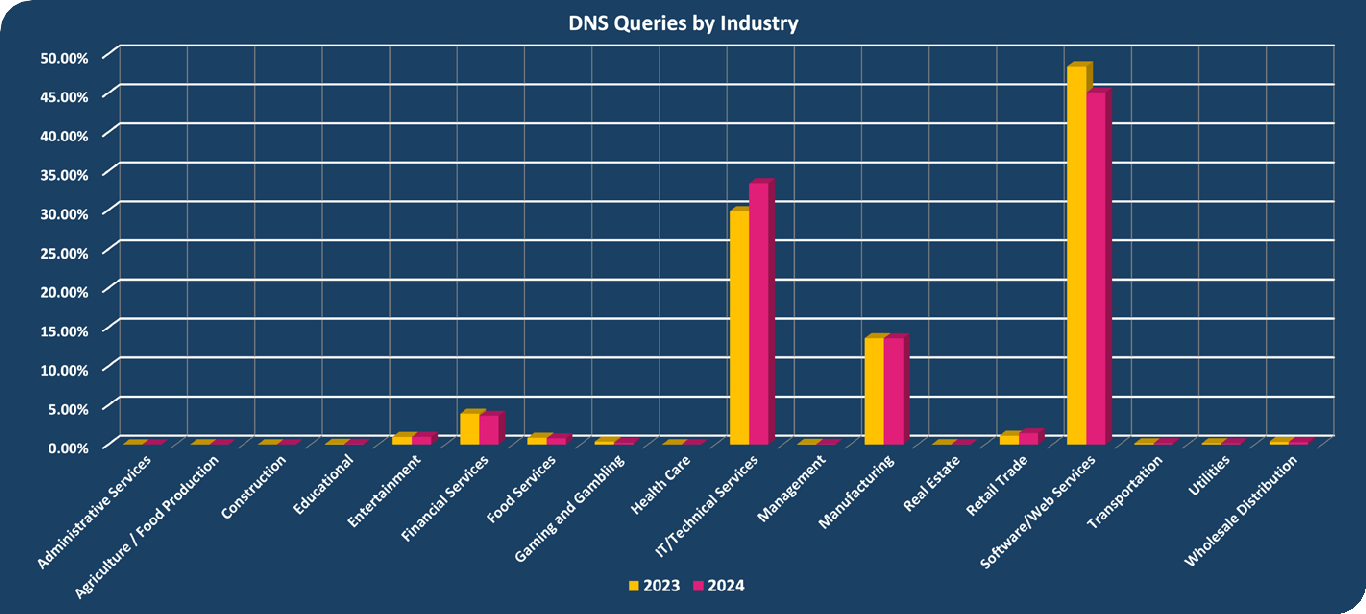 DNS Queries by Industry
50.00%
45.00%
40.00%
35.00%
30.00%
25.00%
20.00%
15.00%
10.00%
5.00%
0.00%
Administrative Services
Agriculture / Food Production
Construction
Educational
Entertainment
Financial Services
Food Services
Gaming and Gambling
Health Care
IT/Technical Services
Management
Manufacturing
Real Estate
Retail Trade
Software/Web Services
Transportation
Utilities
Wholesale Distribution
2023 2024